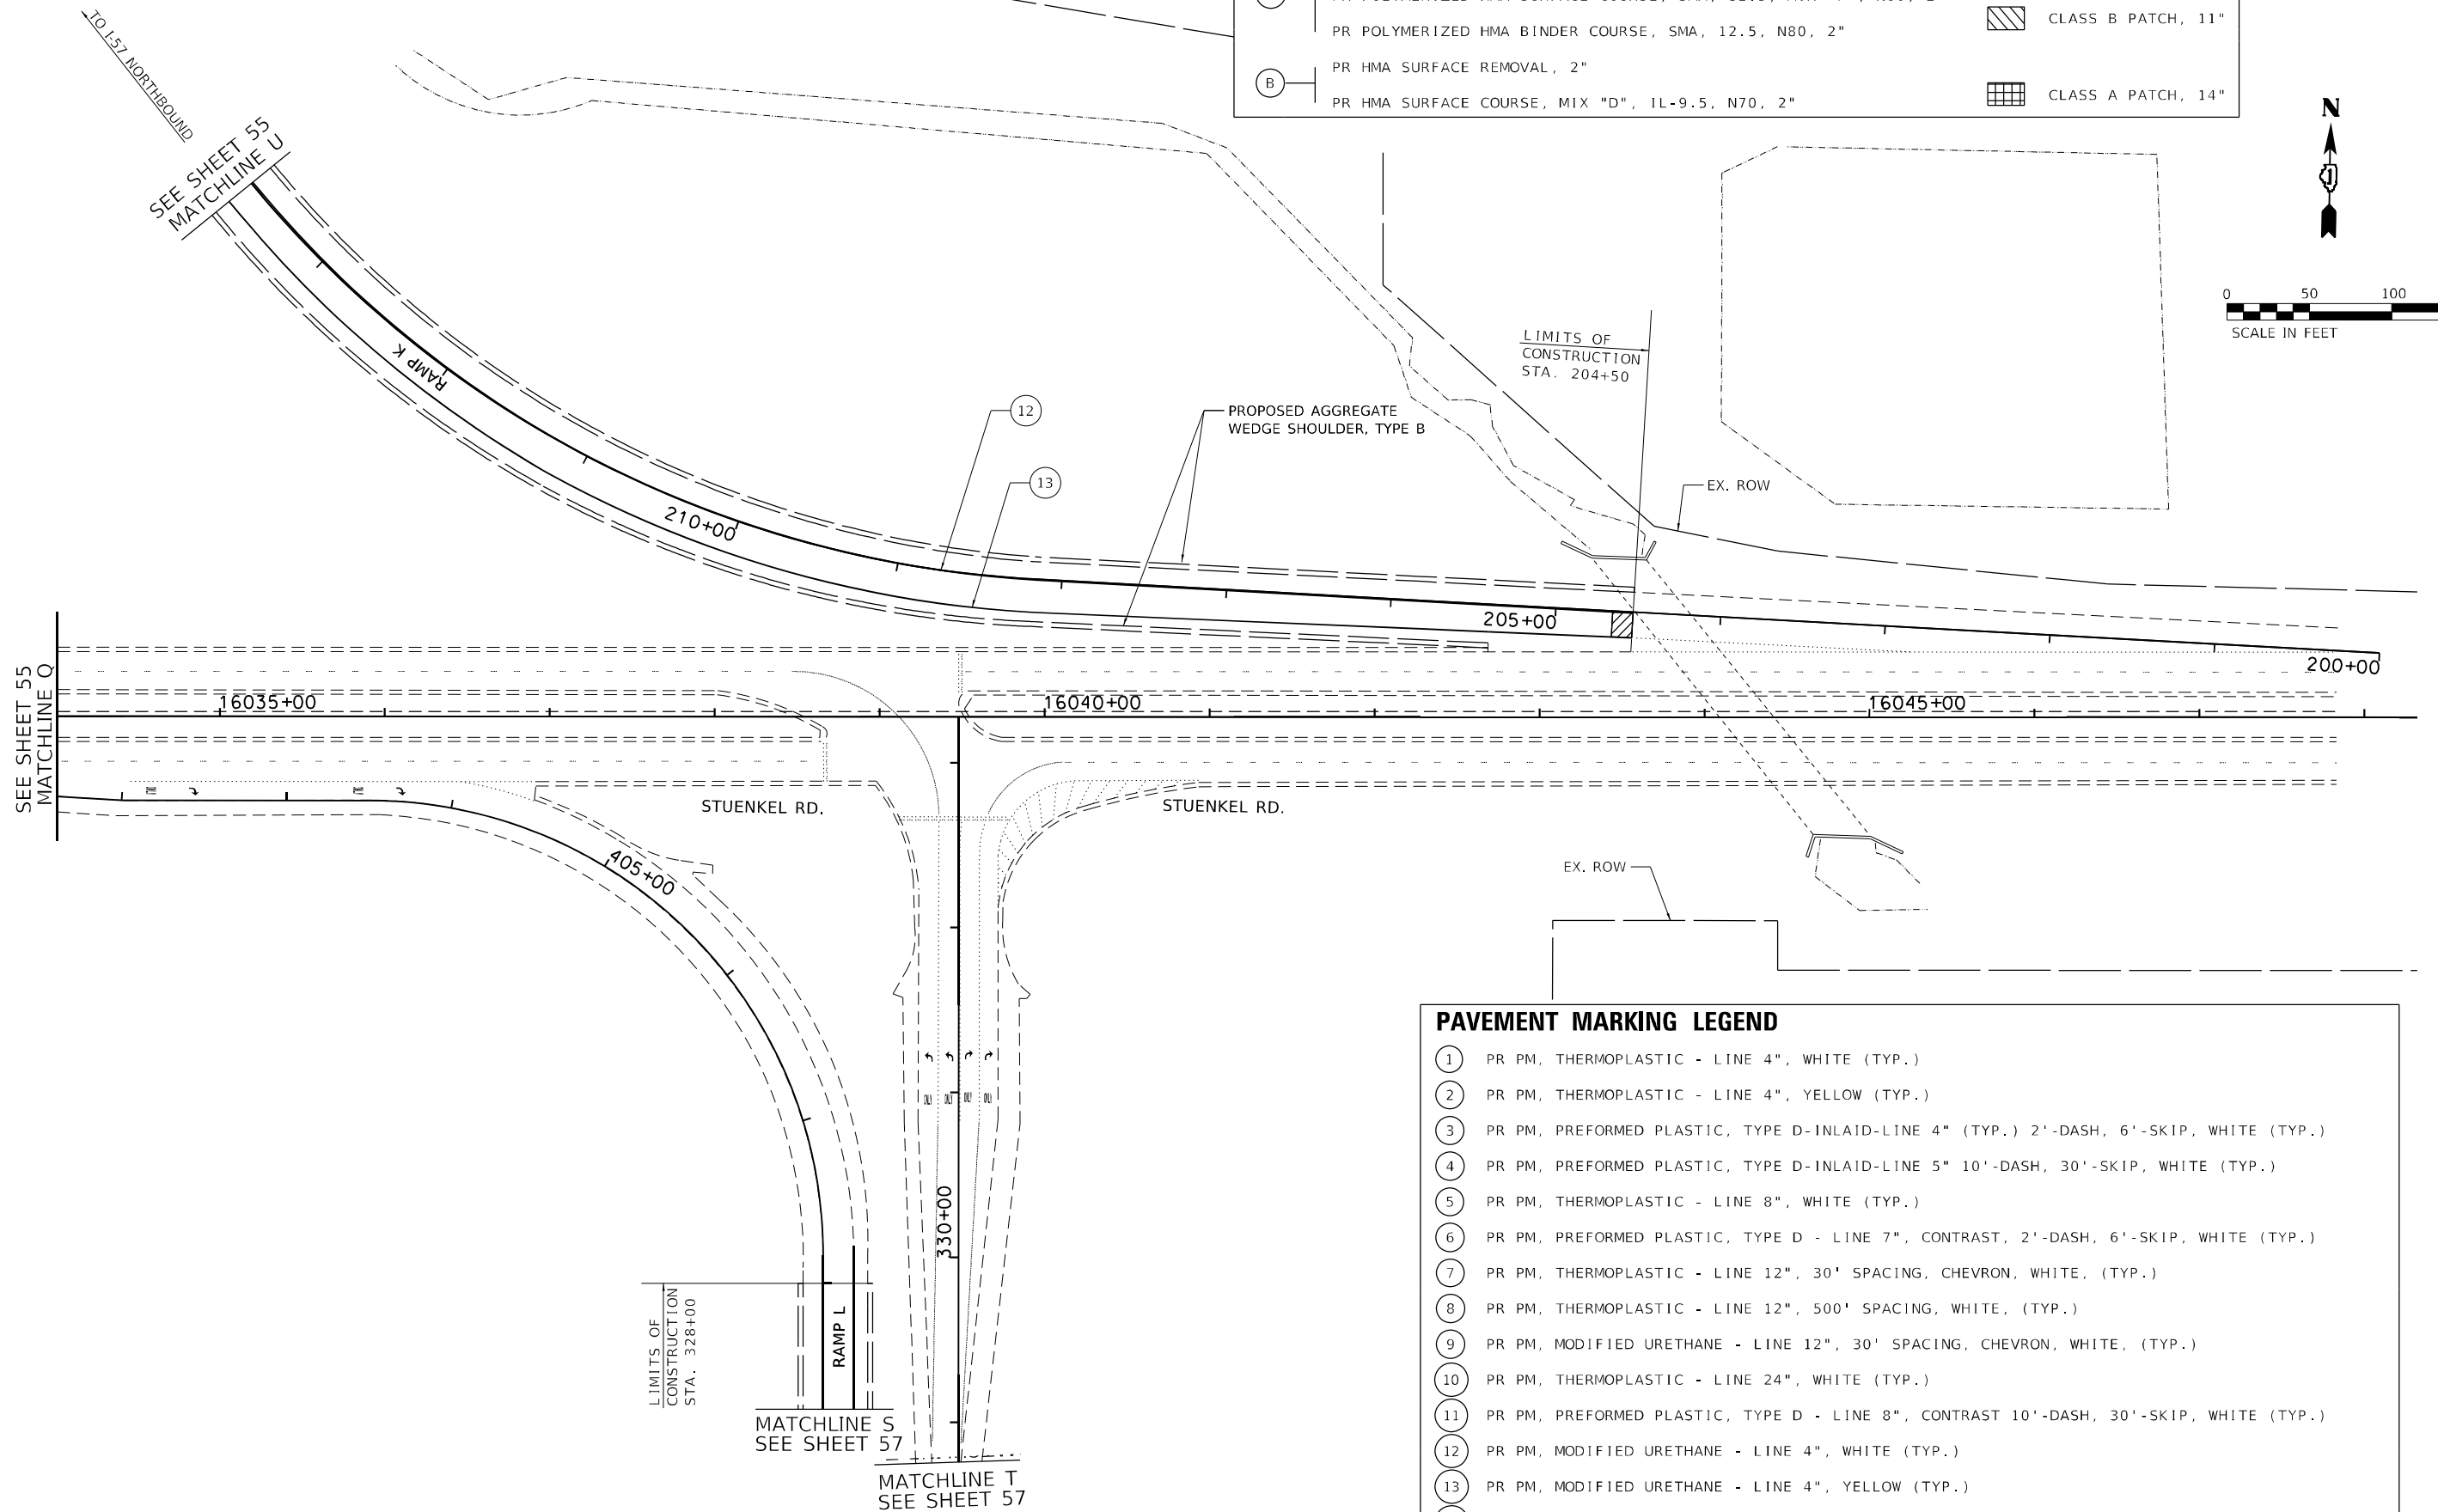 PR POLYMERIZED HMA BINDER COURSE, SMA, 12.5, N80, 2"
B
PR HMA SURFACE REMOVAL, 2"
PR HMA SURFACE COURSE, MIX "D", IL-9.5, N70, 2"
CLASS B PATCH, 11"
CLASS A PATCH, 14"
TO I-57 NORTHBOUND
SEE SHEET 55
MATCHLINE U
N
0 50 100
SCALE IN FEET
RAMP K
LIMITS OF
CONSTRUCTION
STA. 204+50
12
13
PROPOSED AGGREGATE
WEDGE SHOULDER, TYPE B
EX. ROW
210+00
205+00
200+00
SEE SHEET 55
MATCHLINE Q
16035+00
16040+00
16045+00
STUENKEL RD.
STUENKEL RD.
405+00
EX. ROW
330+00
LIMITS OF
CONSTRUCTION
STA. 328+00
RAMP L
MATCHLINE S
SEE SHEET 57
MATCHLINE T
SEE SHEET 57
PAVEMENT MARKING LEGEND
1 PR PM, THERMOPLASTIC - LINE 4", WHITE (TYP.)
2 PR PM, THERMOPLASTIC - LINE 4", YELLOW (TYP.)
3 PR PM, PREFORMED PLASTIC, TYPE D-INLAID-LINE 4" (TYP.) 2'-DASH, 6'-SKIP, WHITE (TYP.)
4 PR PM, PREFORMED PLASTIC, TYPE D-INLAID-LINE 5" 10'-DASH, 30'-SKIP, WHITE (TYP.)
5 PR PM, THERMOPLASTIC - LINE 8", WHITE (TYP.)
6 PR PM, PREFORMED PLASTIC, TYPE D - LINE 7", CONTRAST, 2'-DASH, 6'-SKIP, WHITE (TYP.)
7 PR PM, THERMOPLASTIC - LINE 12", 30' SPACING, CHEVRON, WHITE, (TYP.)
8 PR PM, THERMOPLASTIC - LINE 12", 500' SPACING, WHITE, (TYP.)
9 PR PM, MODIFIED URETHANE - LINE 12", 30' SPACING, CHEVRON, WHITE, (TYP.)
10 PR PM, THERMOPLASTIC - LINE 24", WHITE (TYP.)
11 PR PM, PREFORMED PLASTIC, TYPE D - LINE 8", CONTRAST 10'-DASH, 30'-SKIP, WHITE (TYP.)
12 PR PM, MODIFIED URETHANE - LINE 4", WHITE (TYP.)
13 PR PM, MODIFIED URETHANE - LINE 4", YELLOW (TYP.)